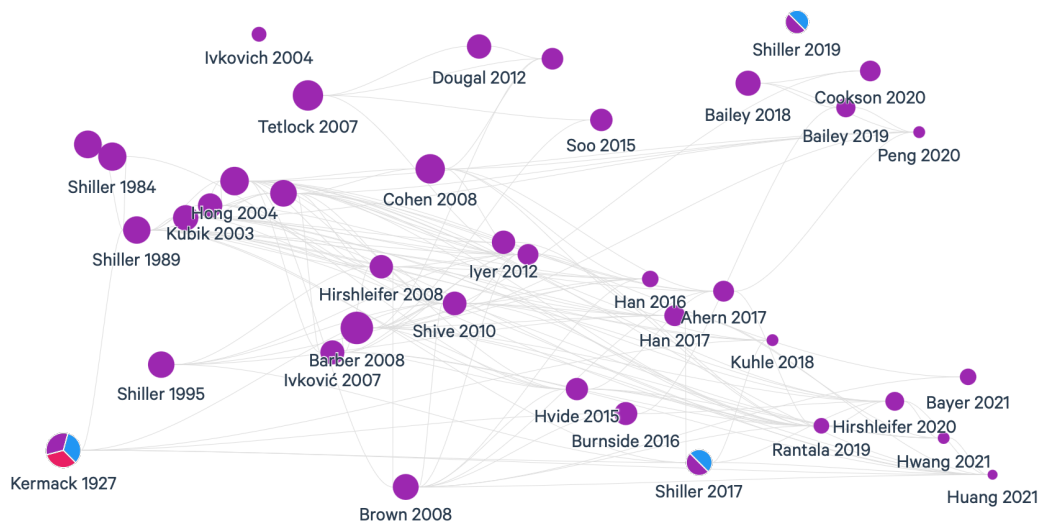 Ivkovich 2004
Dougal 2012
Shiller 2019
Tetlock 2007
Bailey 2018
Cookson 2020
Soo 2015
Bailey 2019
Peng 2020
Shiller 1984
Cohen 2008
Hong 2004
Kubik 2003
Shiller 1989
Iyer 2012
Hirshleifer 2008
Han 2016
Ahern 2017
Shive 2010
Han 2017
Barber 2008
Kuhle 2018
Ivković 2007
Shiller 1995
Bayer 2021
Hvide 2015
Hirshleifer 2020
Burnside 2016
Rantala 2019
Hwang 2021
Kermack 1927
Shiller 2017
Huang 2021
Brown 2008